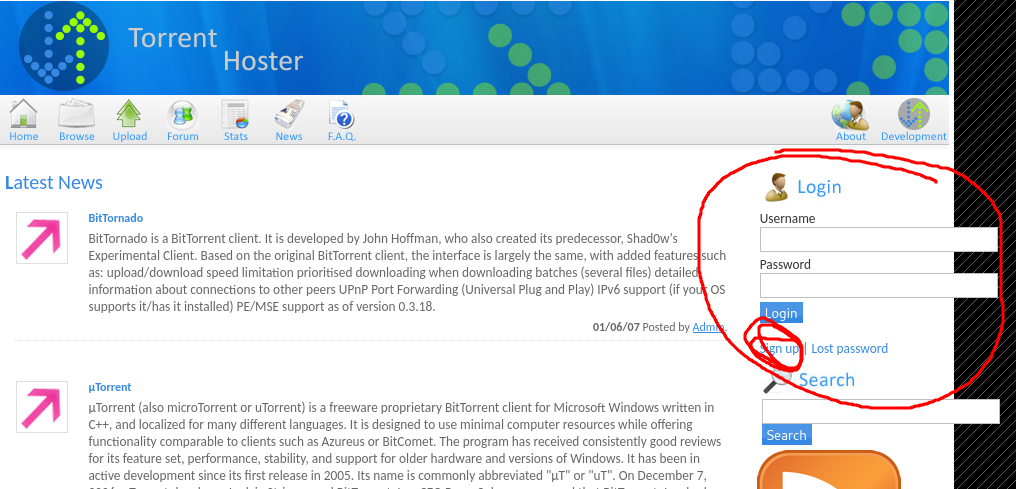 Torrent
Hoster
Home Browse Upload Forum Stats News F.A.Q. About Development
Latest News
BitTornado
BitTornado is a BitTorrent client. It is developed by John Hoffman, who also created its predecessor, Shad0w's
Experimental Client. Based on the original BitTorrent client, the interface is largely the same, with added features such
as: upload/download speed limitation prioritised downloading when downloading batches (several files) detailed
information about connections to other peers UPnP Port Forwarding (Universal Plug and Play) IPv6 support (if your OS
supports it/has it installed) PE/MSE support as of version 0.3.18.
01/06/07 Posted by Admin.
µTorrent
µTorrent (also microTorrent or uTorrent) is a freeware proprietary BitTorrent client for Microsoft Windows written in
C++, and localized for many different languages. It is designed to use minimal computer resources while offering
functionality comparable to clients such as Azureus or BitComet. The program has received consistently good reviews
for its feature set, performance, stability, and support for older hardware and versions of Windows. It has been in
active development since its first release in 2005. Its name is commonly abbreviated "µT" or "uT". On December 7,
Login
Username
Password
Login
Sign up | Lost password
Search
Search